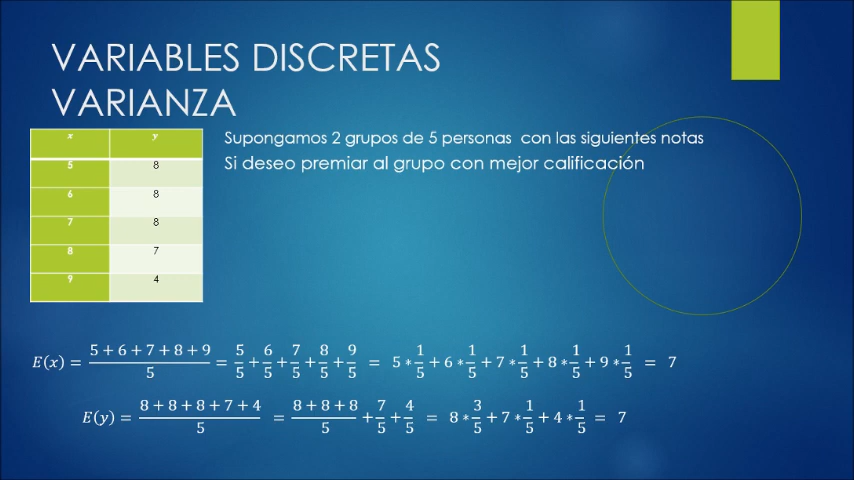 VARIABLES DISCRETAS
VARIANZA
x y
5 8
6 8
7 8
8 7
9 4
Supongamos 2 grupos de 5 personas con las siguientes notas
Si deseo premiar al grupo con mejor calificación
E(x) = (5 + 6 + 7 + 8 + 9)/5 = 5/5 + 6/5 + 7/5 + 8/5 + 9/5 = 5 * 1/5 + 6 * 1/5 + 7 * 1/5 + 8 * 1/5 + 9 * 1/5 = 7
E(y) = (8 + 8 + 8 + 7 + 4)/5 = (8 + 8 + 8)/5 + 7/5 + 4/5 = 8 * 3/5 + 7 * 1/5 + 4 * 1/5 = 7